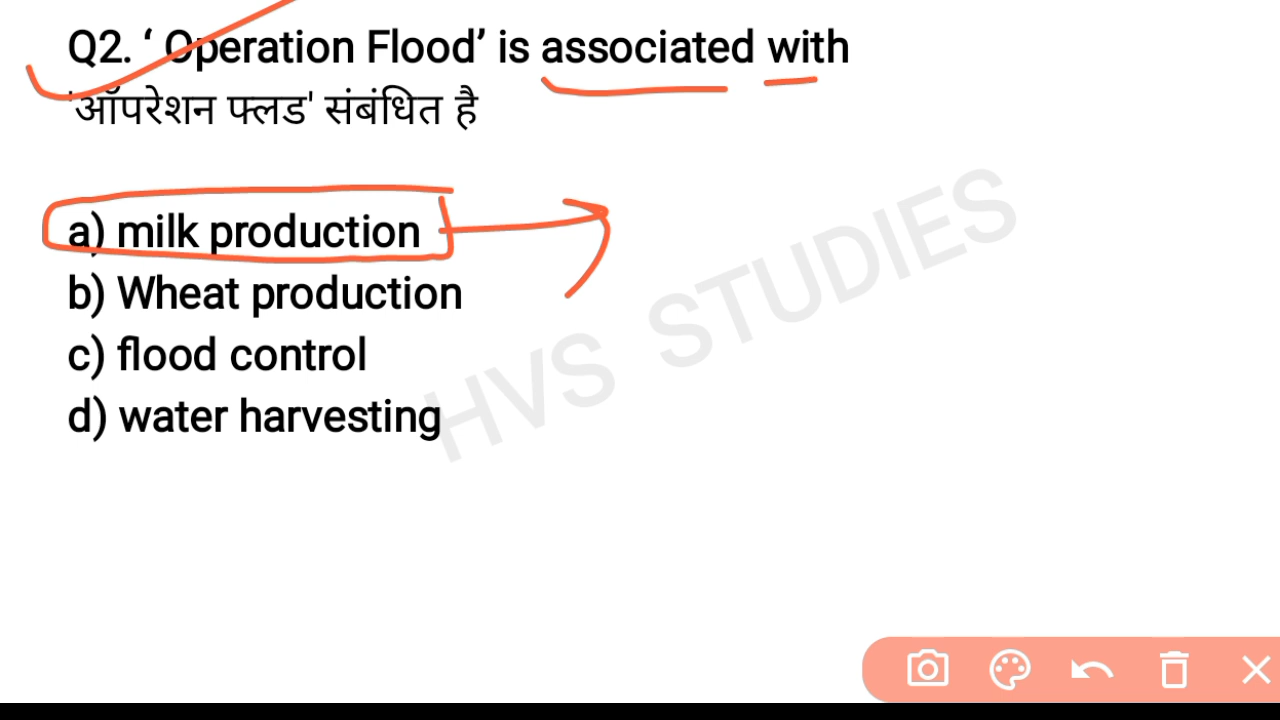 Q2. ‘ Operation Flood’ is associated with
'ऑपरेशन फ्लड' संबंधित है
a) milk production
b) Wheat production
c) flood control
d) water harvesting
HVS STUDIES